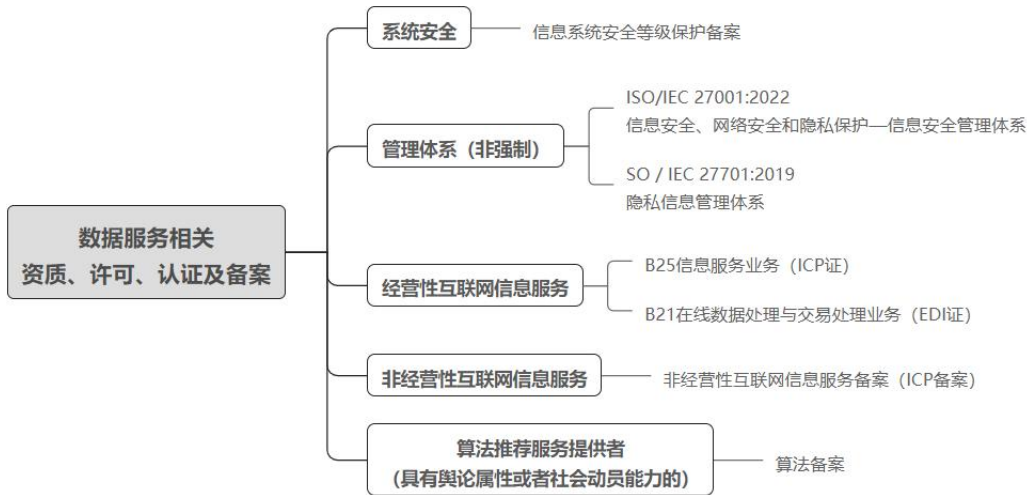 系统安全
信息系统安全等级保护备案
ISO/IEC 27001:2022
信息安全、网络安全和隐私保护—信息安全管理体系
管理体系（非强制）
SO / IEC 27701:2019
隐私信息管理体系
数据服务相关
资质、许可、认证及备案
B25信息服务业务（ICP证）
经营性互联网信息服务
B21在线数据处理与交易处理业务（EDI证）
非经营性互联网信息服务
非经营性互联网信息服务备案（ICP备案）
算法推荐服务提供者
（具有舆论属性或者社会动员能力的）
算法备案